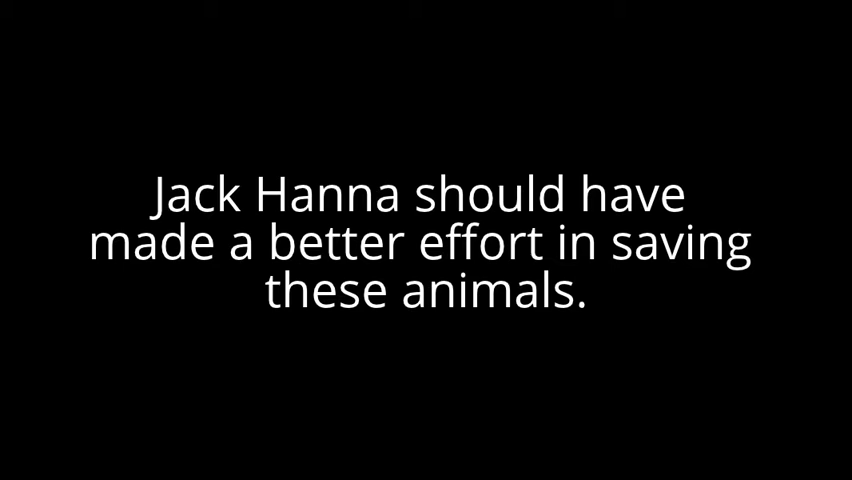 Jack Hanna should have
made a better effort in saving
these animals.